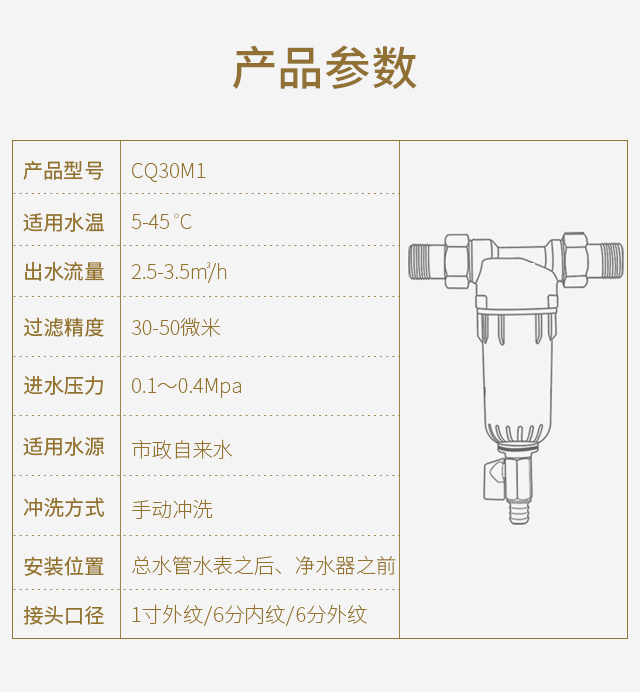 产品参数
产品型号 CQ30M1
适用水温 5-45℃
出水流量 2.5-3.5m³/h
过滤精度 30-50微米
进水压力 0.1～0.4Mpa
适用水源 市政自来水
冲洗方式 手动冲洗
安装位置 总水管水表之后、净水器之前
接头口径 1寸外纹/6分内纹/6分外纹